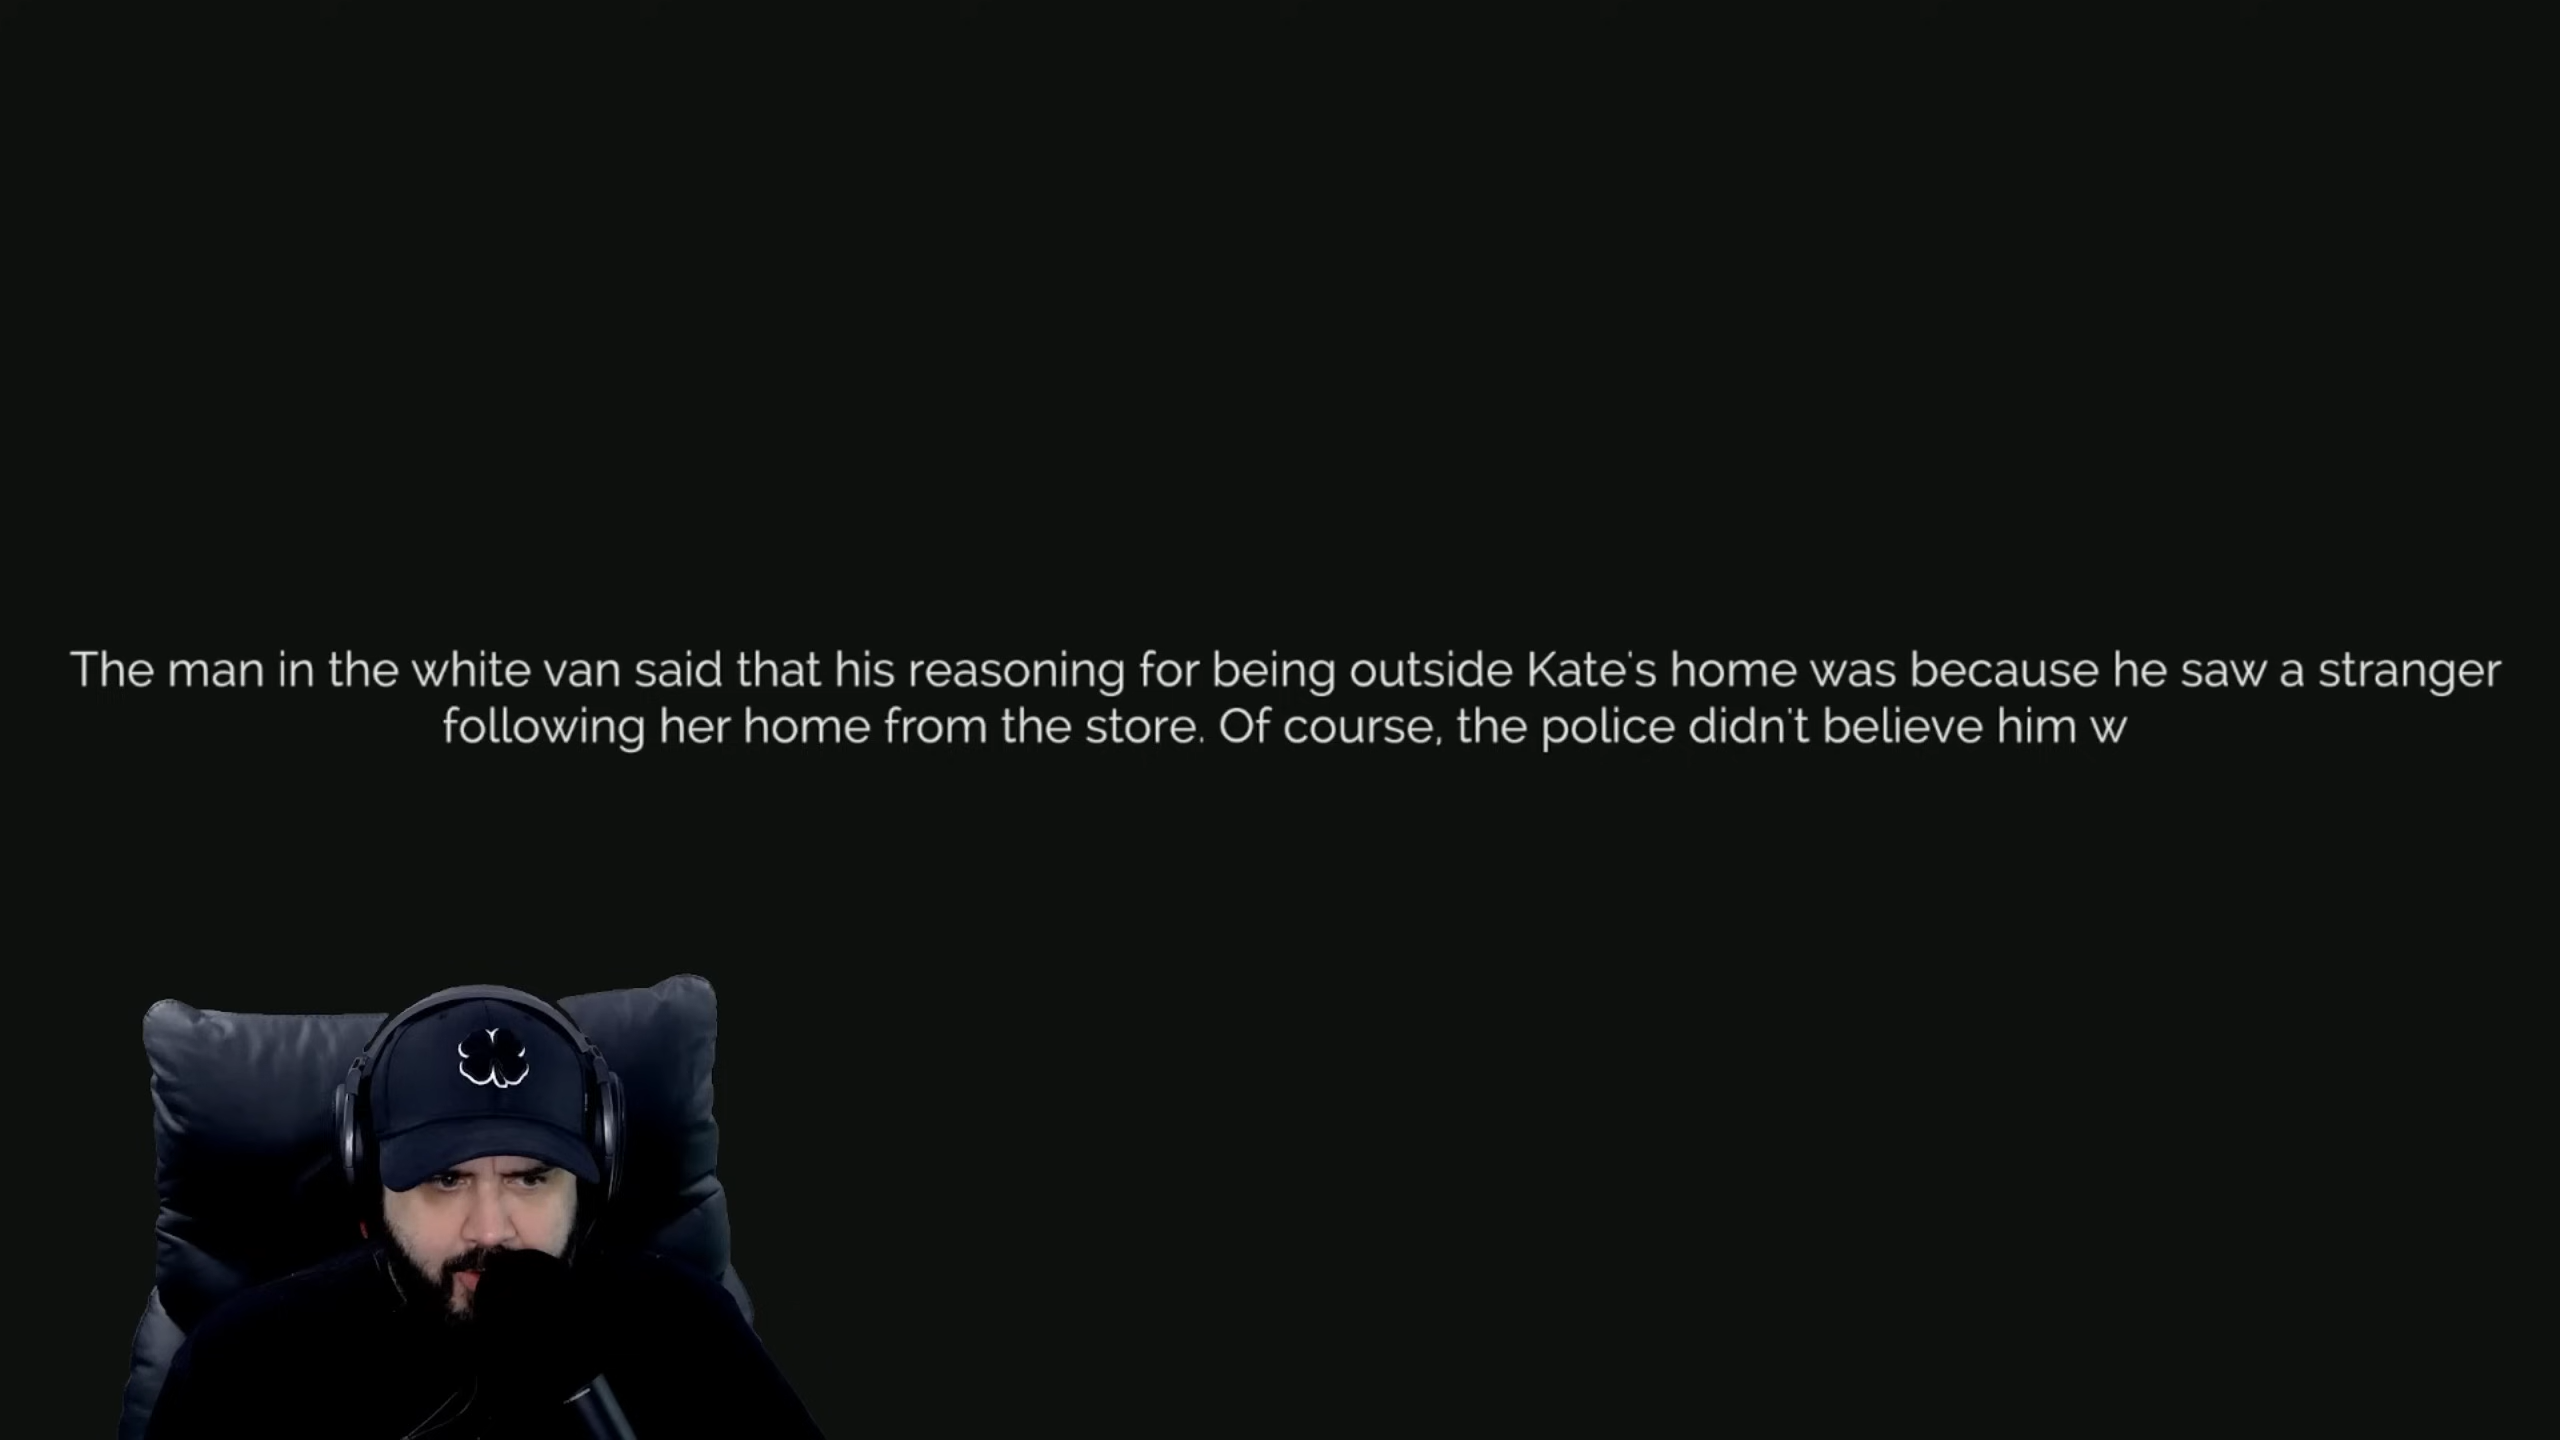 The man in the white van said that his reasoning for being outside Kate's home was because he saw a stranger
following her home from the store. Of course, the police didn't believe him w